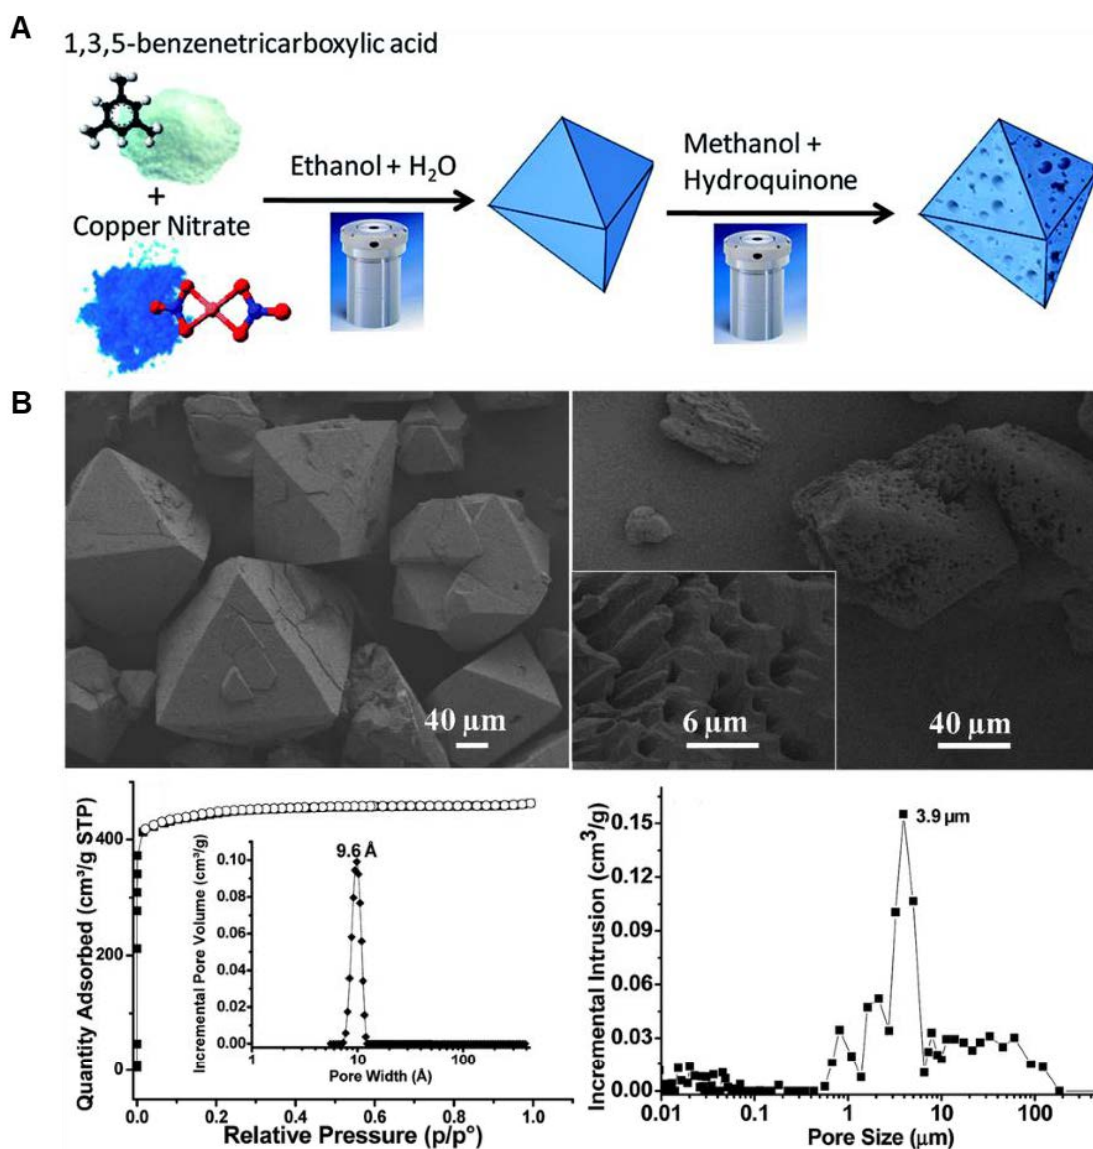 A
1,3,5-benzenetricarboxylic acid
+
Copper Nitrate
Ethanol + H₂O
Methanol +
Hydroquinone
B
40 µm
6 µm
40 µm
Quantity Adsorbed (cm³/g STP)
400
200
0
0.0 0.2 0.4 0.6 0.8 1.0
Relative Pressure (p/p°)
Incremental Pore Volume (cm³/g)
0.10
0.08
0.06
0.04
0.02
0.00
9.6 Å
1 10 100
Pore Width (Å)
Incremental Intrusion (cm³/g)
0.15
0.12
0.09
0.06
0.03
0.00
3.9 µm
0.01 0.1 1 10 100
Pore Size (µm)